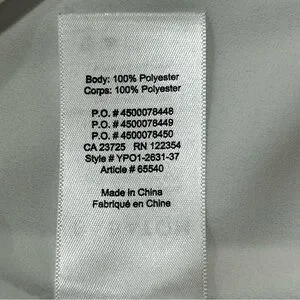 Body: 100% Polyester
Corps: 100% Polyester
P.O. # 4500078448
P.O. # 4500078449
P.O. # 4500078450
CA 23725 RN 122354
Style # YPO1-2631-37
Article # 65540
Made in China
Fabriqué en Chine